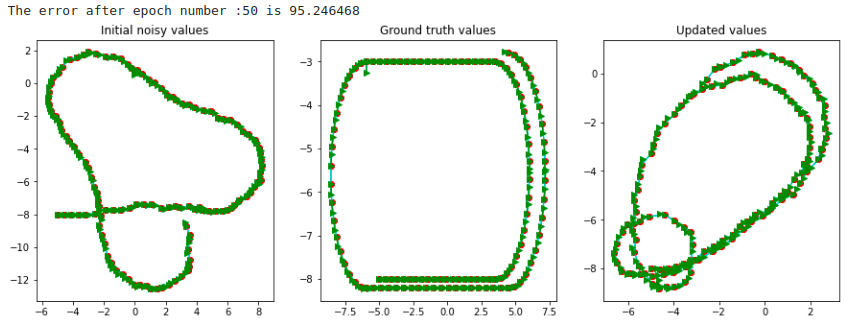 The error after epoch number :50 is 95.246468
Initial noisy values
Ground truth values
Updated values
2
0
−2
−4
−6
−8
−10
−12
−6 −4 −2 0 2 4 6 8
−3
−4
−5
−6
−7
−8
−7.5 −5.0 −2.5 0.0 2.5 5.0 7.5
0
−2
−4
−6
−8
−6 −4 −2 0 2